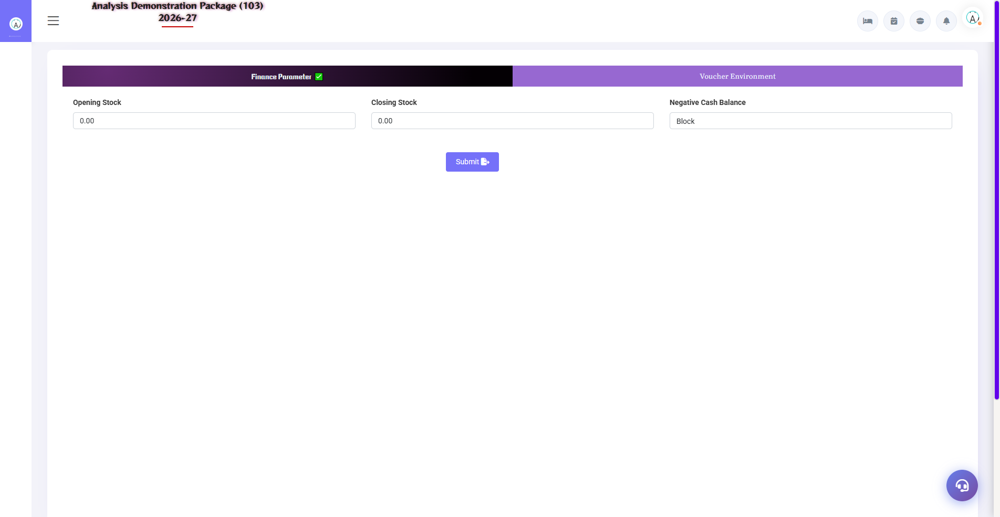 Analysis Demonstration Package (103)
2026-27
Finance Parameter ✅
Voucher Environment
Opening Stock
Closing Stock
Negative Cash Balance
0.00
0.00
Block
Submit